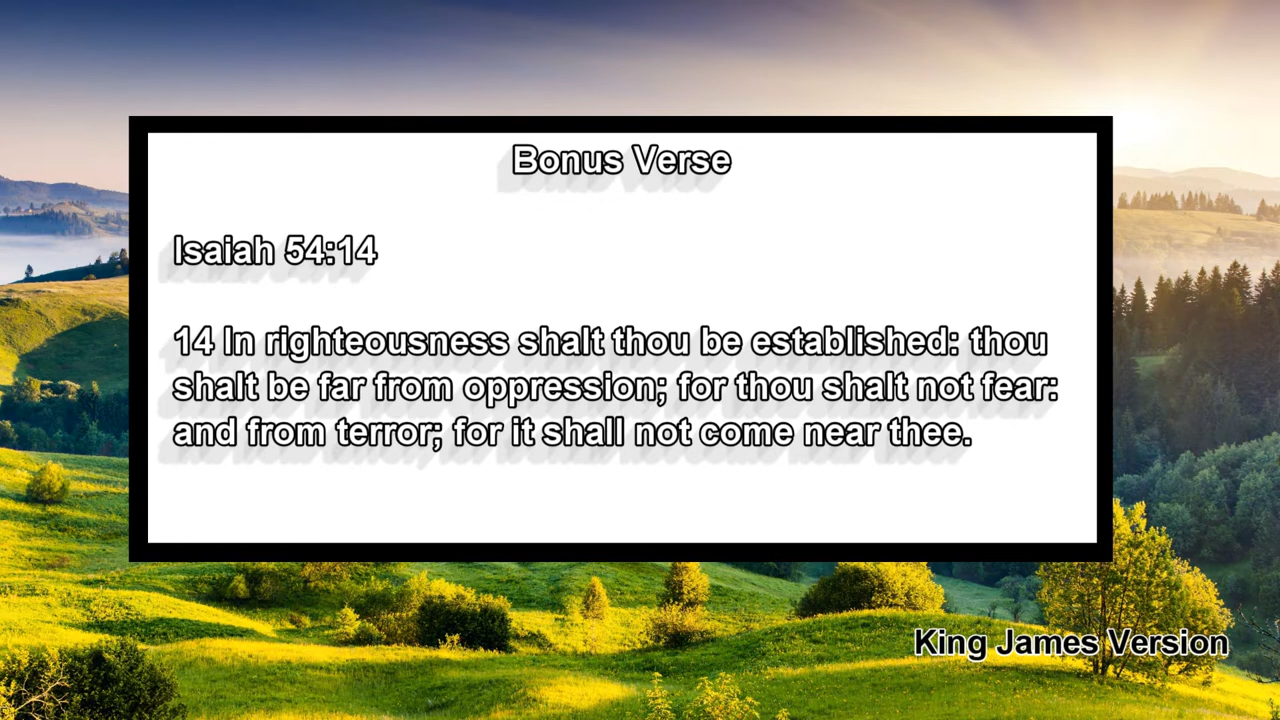 Bonus Verse
Isaiah 54:14
14 In righteousness shalt thou be established: thou
shalt be far from oppression; for thou shalt not fear:
and from terror; for it shall not come near thee.
King James Version